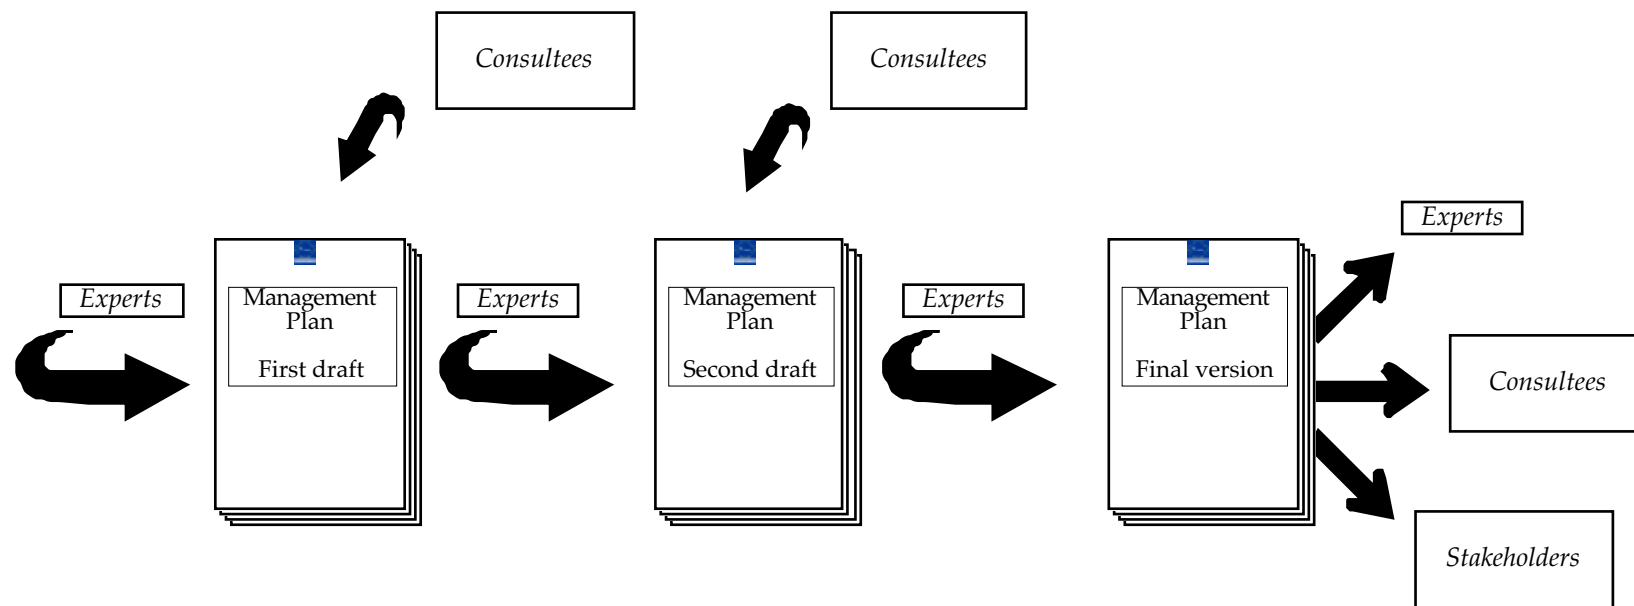 Consultees
Consultees
Experts
Experts
Management
Plan
First draft
Experts
Management
Plan
Second draft
Experts
Management
Plan
Final version
Consultees
Stakeholders